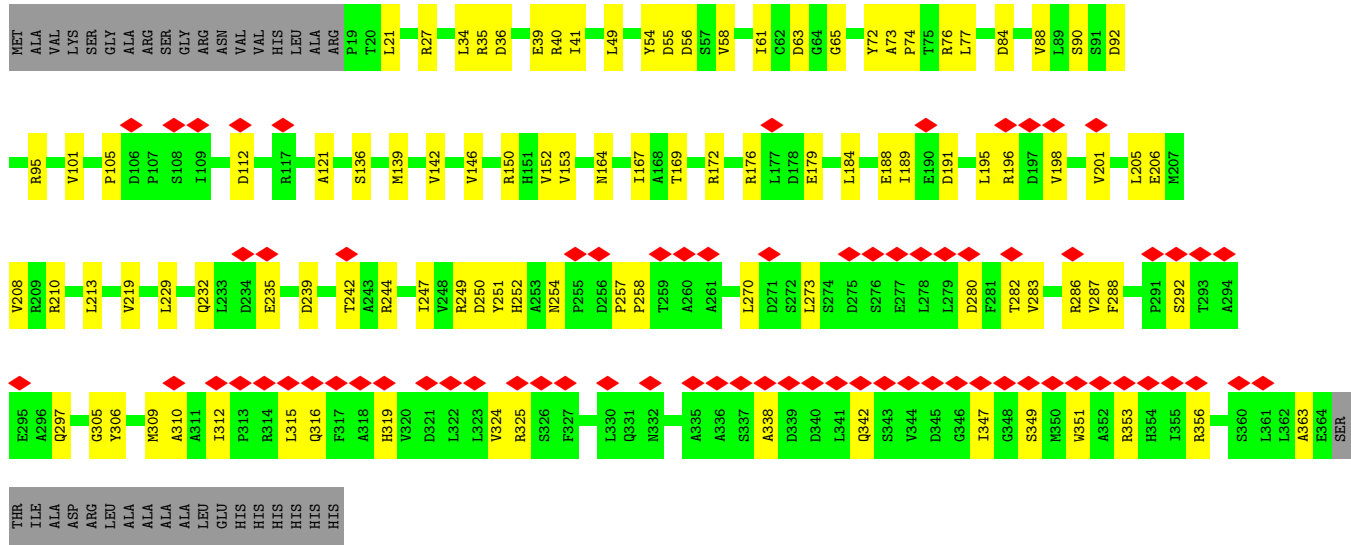 MET ALA VAL LYS SER GLY ALA ARG SER GLY ARG ASN VAL VAL HIS LEU ALA ARG P19 T20 L21 R27 L34 R35 D36 E39 R40 I41 L49 Y54 D55 D56 S57 V58 I61 C62 D63 G64 G65 Y72 A73 P74 T75 R76 L77 D84 V88 L89 S90 S91 D92
R95 V101 P105 D106 P107 S108 I109 D112 R117 A121 S136 M139 V142 V146 R150 H151 V152 V153 N164 I167 A168 T169 R172 R176 L177 D178 E179 L184 E188 I189 E190 D191 L195 R196 D197 V198 V201 L205 E206 M207
V208 R209 R210 L213 V219 L229 Q232 L233 D234 E235 D239 T242 A243 R244 I247 V248 R249 D250 Y251 H252 A253 N254 P255 D256 P257 P258 T259 A260 A261 L270 D271 S272 L273 S274 D275 S276 E277 L278 L279 D280 F281 T282 V283 R286 V287 F288 P291 S292 T293 A294
E295 A296 Q297 G305 Y306 M309 A310 A311 I312 P313 R314 L315 Q316 F317 A318 H319 V320 D321 L322 L323 V324 R325 S326 F327 L330 Q331 N332 A335 A336 S337 A338 D339 D340 L341 Q342 S343 V344 D345 G346 I347 G348 S349 M350 W351 A352 R353 H354 I355 R356 S360 L361 L362 A363 E364 SER
THR ILE ALA ASP ARG LEU ALA ALA ALA ALA LEU GLU HIS HIS HIS HIS HIS HIS